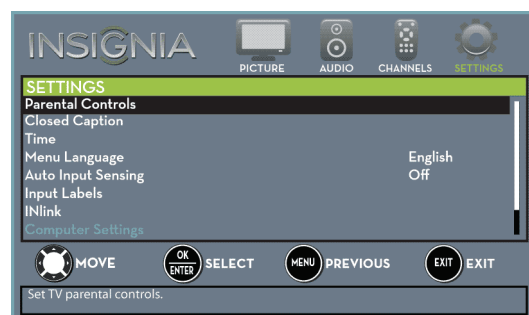 INSIGNIA
PICTURE AUDIO CHANNELS SETTINGS
SETTINGS
Parental Controls
Closed Caption
Time
Menu Language English
Auto Input Sensing Off
Input Labels
INlink
Computer Settings
MOVE OK ENTER SELECT MENU PREVIOUS EXIT EXIT
Set TV parental controls.